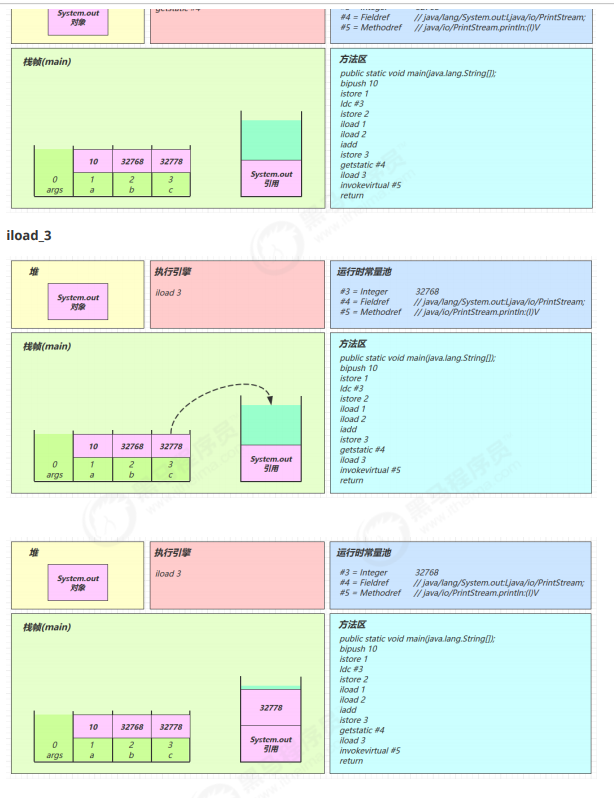 System.out
对象
getstatic #4
#4 = Fieldref // java/lang/System.out:Ljava/io/PrintStream;
#5 = Methodref // java/io/PrintStream.println:(I)V
栈帧(main)
10 32768 32778
0 1 2 3
args a b c
System.out
引用
方法区
public static void main(java.lang.String[]);
bipush 10
istore 1
ldc #3
istore 2
iload 1
iload 2
iadd
istore 3
getstatic #4
iload 3
invokevirtual #5
return
iload_3
堆
System.out
对象
执行引擎
iload 3
运行时常量池
#3 = Integer 32768
#4 = Fieldref // java/lang/System.out:Ljava/io/PrintStream;
#5 = Methodref // java/io/PrintStream.println:(I)V
栈帧(main)
10 32768 32778
0 1 2 3
args a b c
System.out
引用
方法区
public static void main(java.lang.String[]);
bipush 10
istore 1
ldc #3
istore 2
iload 1
iload 2
iadd
istore 3
getstatic #4
iload 3
invokevirtual #5
return
堆
System.out
对象
执行引擎
iload 3
运行时常量池
#3 = Integer 32768
#4 = Fieldref // java/lang/System.out:Ljava/io/PrintStream;
#5 = Methodref // java/io/PrintStream.println:(I)V
栈帧(main)
10 32768 32778
0 1 2 3
args a b c
32778
System.out
引用
方法区
public static void main(java.lang.String[]);
bipush 10
istore 1
ldc #3
istore 2
iload 1
iload 2
iadd
istore 3
getstatic #4
iload 3
invokevirtual #5
return